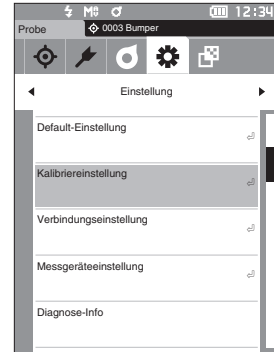 12:34
Probe 0003 Bumper
Einstellung
Default-Einstellung
Kalibriereinstellung
Verbindungseinstellung
Messgeräteeinstellung
Diagnose-Info